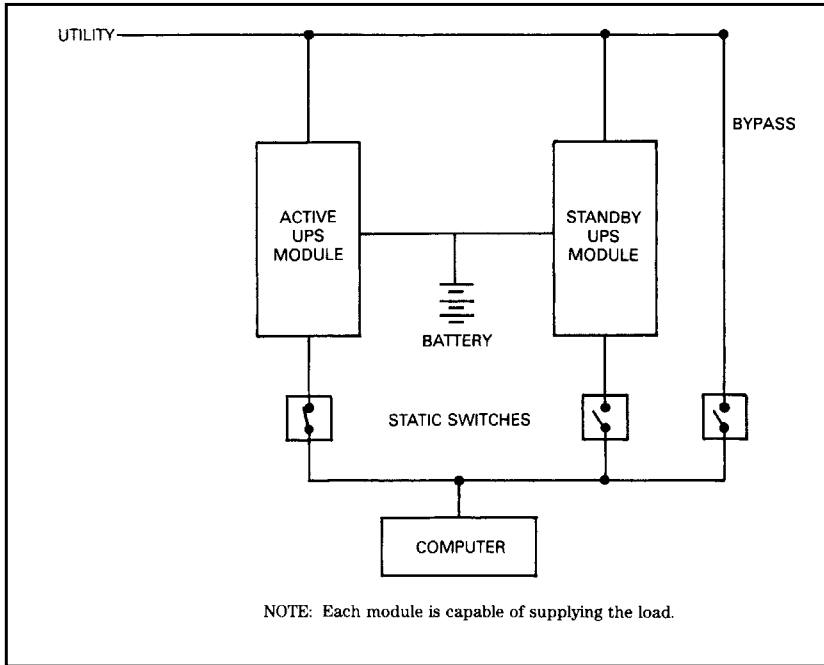 UTILITY
BYPASS
ACTIVE
UPS
MODULE
STANDBY
UPS
MODULE
BATTERY
STATIC SWITCHES
COMPUTER
NOTE: Each module is capable of supplying the load.